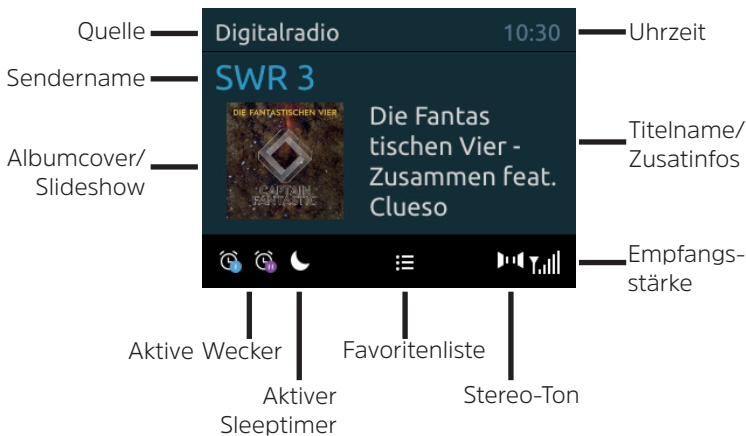 Quelle
Digitalradio
10:30
Uhrzeit
Sendername
SWR 3
DIE FANTASTISCHEN VIER
CAPTAIN
FANTASTIC
Albumcover/
Slideshow
Die Fantas
tischen Vier -
Zusammen feat.
Clueso
Titelname/
Zusatinfos
Empfangs-
stärke
Aktive Wecker
Favoritenliste
Aktiver
Sleeptimer
Stereo-Ton